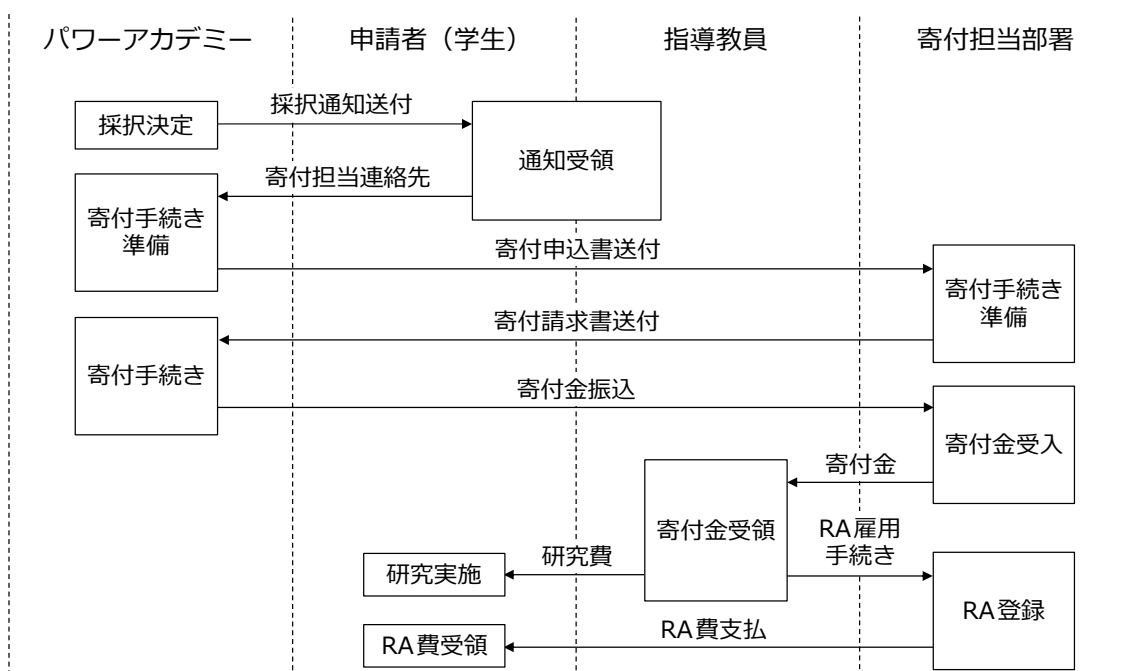 パワーアカデミー
申請者（学生）
指導教員
寄付担当部署
採択決定
採択通知送付
通知受領
寄付担当連絡先
寄付手続き
準備
寄付申込書送付
寄付手続き
準備
寄付請求書送付
寄付手続き
寄付金振込
寄付金受入
寄付金
寄付金受領
RA雇用
手続き
研究費
研究実施
RA登録
RA費支払
RA費受領